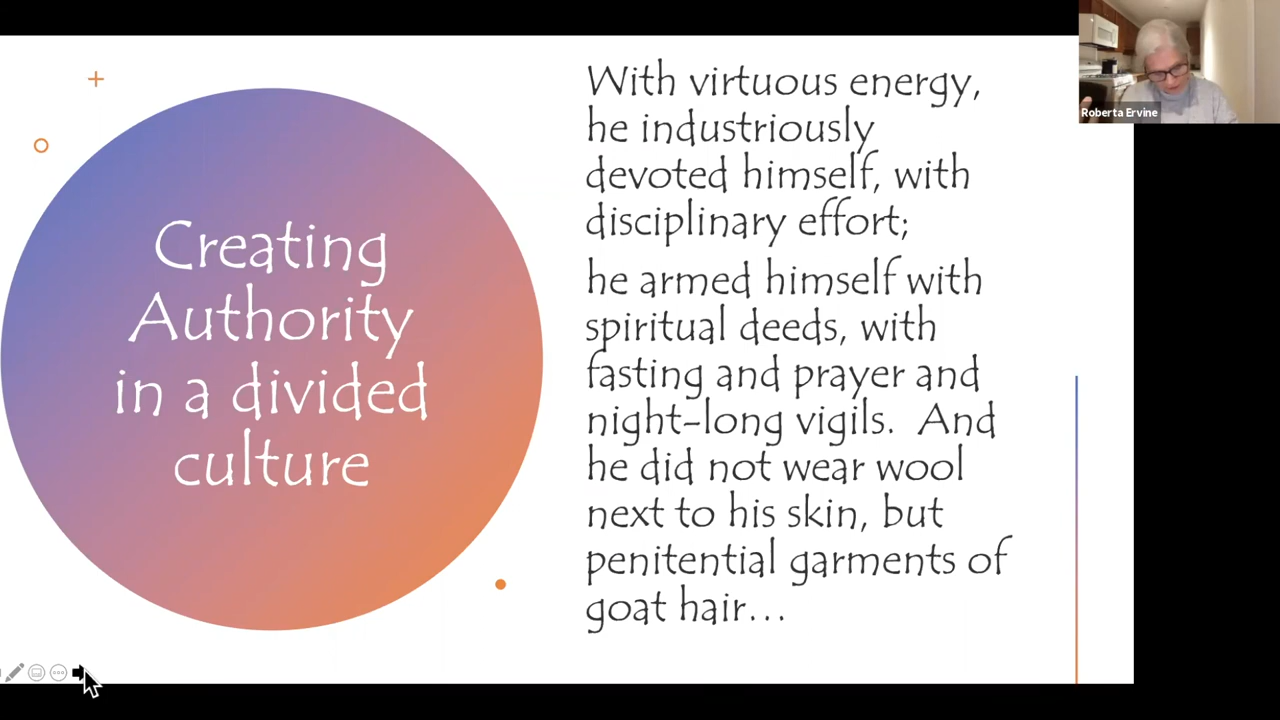 Creating
Authority
in a divided
culture
With virtuous energy,
he industriously
devoted himself, with
disciplinary effort;
he armed himself with
spiritual deeds, with
fasting and prayer and
night-long vigils.  And
he did not wear wool
next to his skin, but
penitential garments of
goat hair…
Roberta Ervine